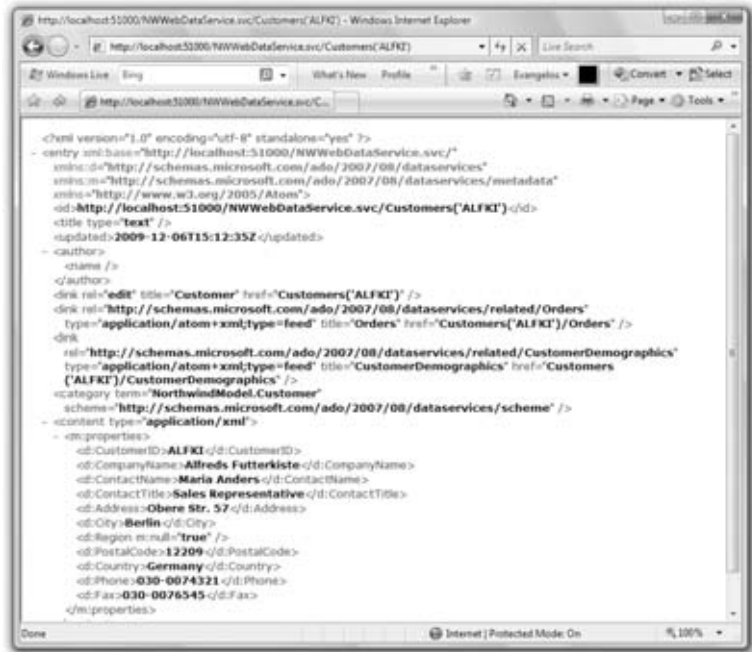 http://localhost:51000/NWWebDataService.svc/Customers('ALFKI') - Windows Internet Explorer
http://localhost:51000/NWWebDataService.svc/Customers('ALFKI')
Live Search
Windows Live Bing What's New Profile Evangelos Convert Select
http://localhost:51000/NWWebDataService.svc/C... Page Tools
<?xml version="1.0" encoding="utf-8" standalone="yes" ?>
- <entry xml:base="http://localhost:51000/NWWebDataService.svc/"
xmlns:d="http://schemas.microsoft.com/ado/2007/08/dataservices"
xmlns:m="http://schemas.microsoft.com/ado/2007/08/dataservices/metadata"
xmlns="http://www.w3.org/2005/Atom">
<id>http://localhost:51000/NWWebDataService.svc/Customers('ALFKI')</id>
<title type="text" />
<updated>2009-12-06T15:12:35Z</updated>
- <author>
<name />
</author>
<link rel="edit" title="Customer" href="Customers('ALFKI')" />
<link rel="http://schemas.microsoft.com/ado/2007/08/dataservices/related/Orders"
type="application/atom+xml;type=feed" title="Orders" href="Customers('ALFKI')/Orders" />
<link
rel="http://schemas.microsoft.com/ado/2007/08/dataservices/related/CustomerDemographics"
type="application/atom+xml;type=feed" title="CustomerDemographics" href="Customers
('ALFKI')/CustomerDemographics" />
<category term="NorthwindModel.Customer"
scheme="http://schemas.microsoft.com/ado/2007/08/dataservices/scheme" />
- <content type="application/xml">
- <m:properties>
<d:CustomerID>ALFKI</d:CustomerID>
<d:CompanyName>Alfreds Futterkiste</d:CompanyName>
<d:ContactName>Maria Anders</d:ContactName>
<d:ContactTitle>Sales Representative</d:ContactTitle>
<d:Address>Obere Str. 57</d:Address>
<d:City>Berlin</d:City>
<d:Region m:null="true" />
<d:PostalCode>12209</d:PostalCode>
<d:Country>Germany</d:Country>
<d:Phone>030-0074321</d:Phone>
<d:Fax>030-0076545</d:Fax>
</m:properties>
Done Internet | Protected Mode: On 100%